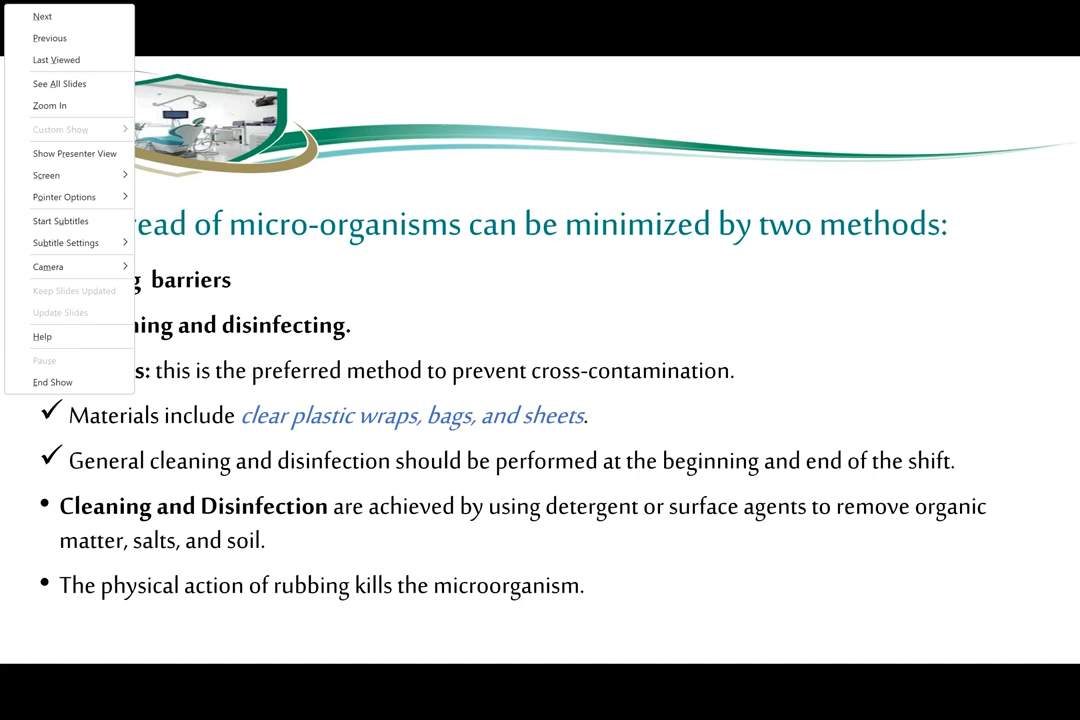 Next
Previous
Last Viewed
See All Slides
Zoom In
Custom Show
Show Presenter View
Screen
Pointer Options
Start Subtitles
Subtitle Settings
Camera
Keep Slides Updated
Update Slides
Help
Pause
End Show
of micro-organisms can be minimized by two methods:
barriers
and disinfecting.
this is the preferred method to prevent cross-contamination.
✓ Materials include clear plastic wraps, bags, and sheets.
✓ General cleaning and disinfection should be performed at the beginning and end of the shift.
• Cleaning and Disinfection are achieved by using detergent or surface agents to remove organic
matter, salts, and soil.
• The physical action of rubbing kills the microorganism.